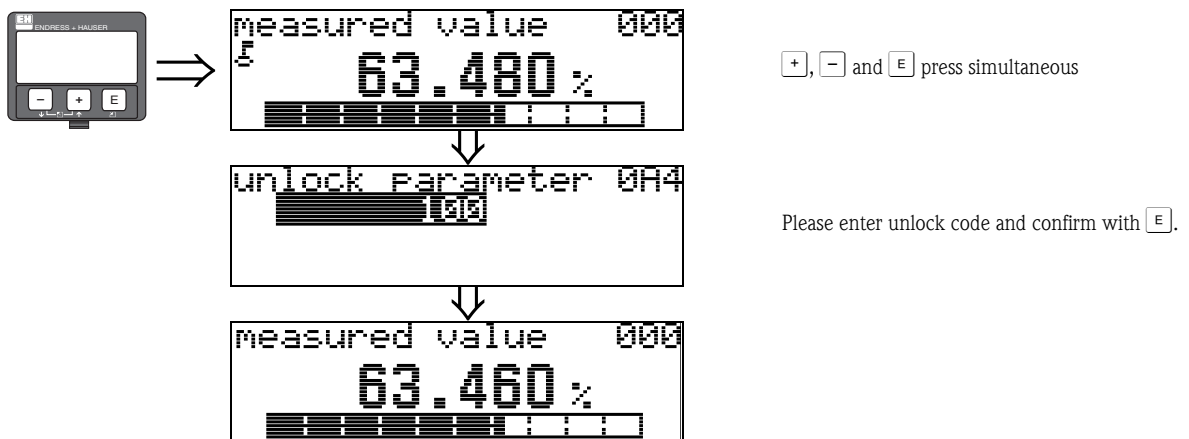 EH
ENDRESS + HAUSER
- + E
measured value 000
63.480 %
+, - and E press simultaneous
unlock parameter 0A4
100
Please enter unlock code and confirm with E.
measured value 000
63.460 %